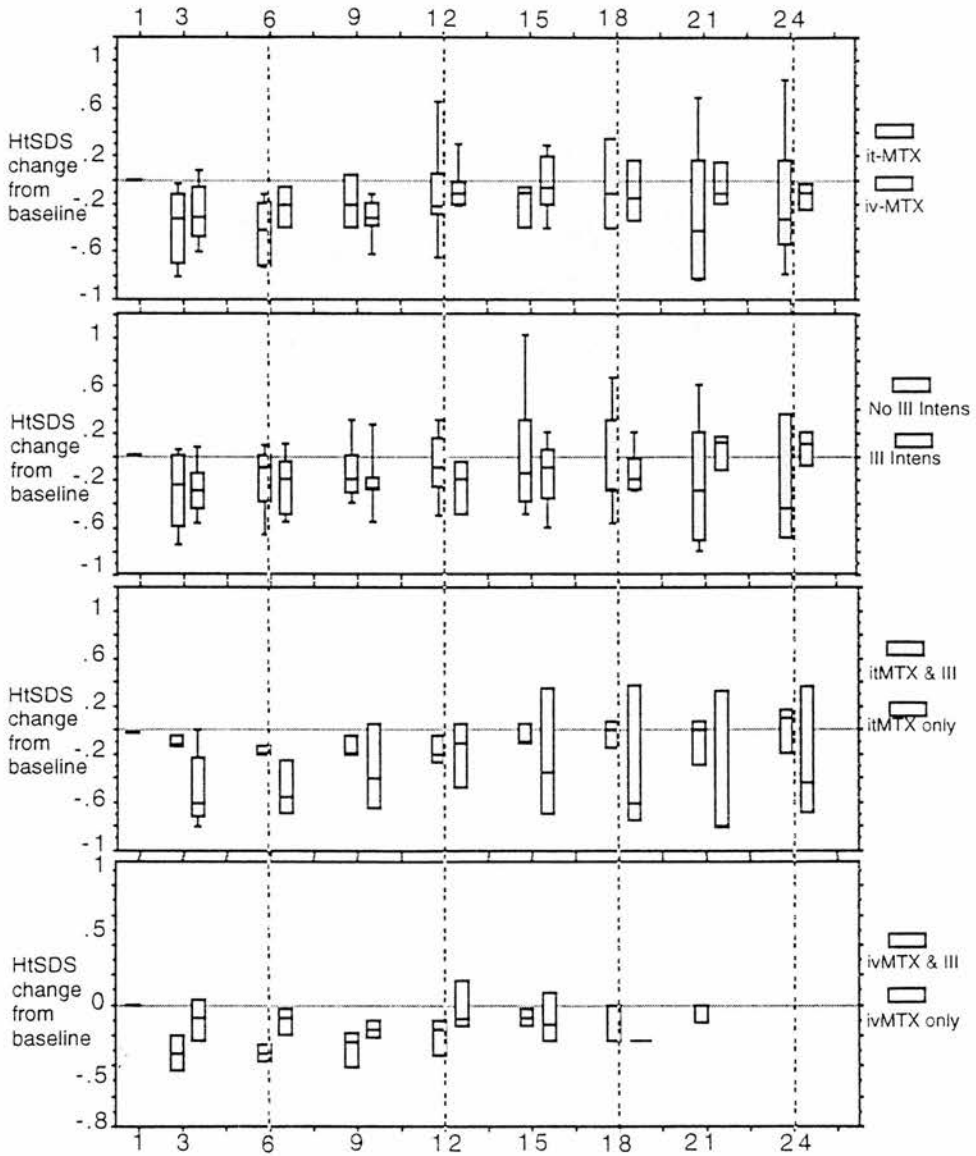 1 3 6 9 12 15 18 21 24
1
.6
.2
-.2
-.6
-1
HtSDS
change
from
baseline
it-MTX
iv-MTX
1
.6
.2
-.2
-.6
-1
HtSDS
change
from
baseline
No III Intens
III Intens
1
.6
.2
-.2
-.6
-1
HtSDS
change
from
baseline
itMTX & III
itMTX only
1
.5
0
-.5
-.8
HtSDS
change
from
baseline
ivMTX & III
ivMTX only
1 3 6 9 12 15 18 21 24